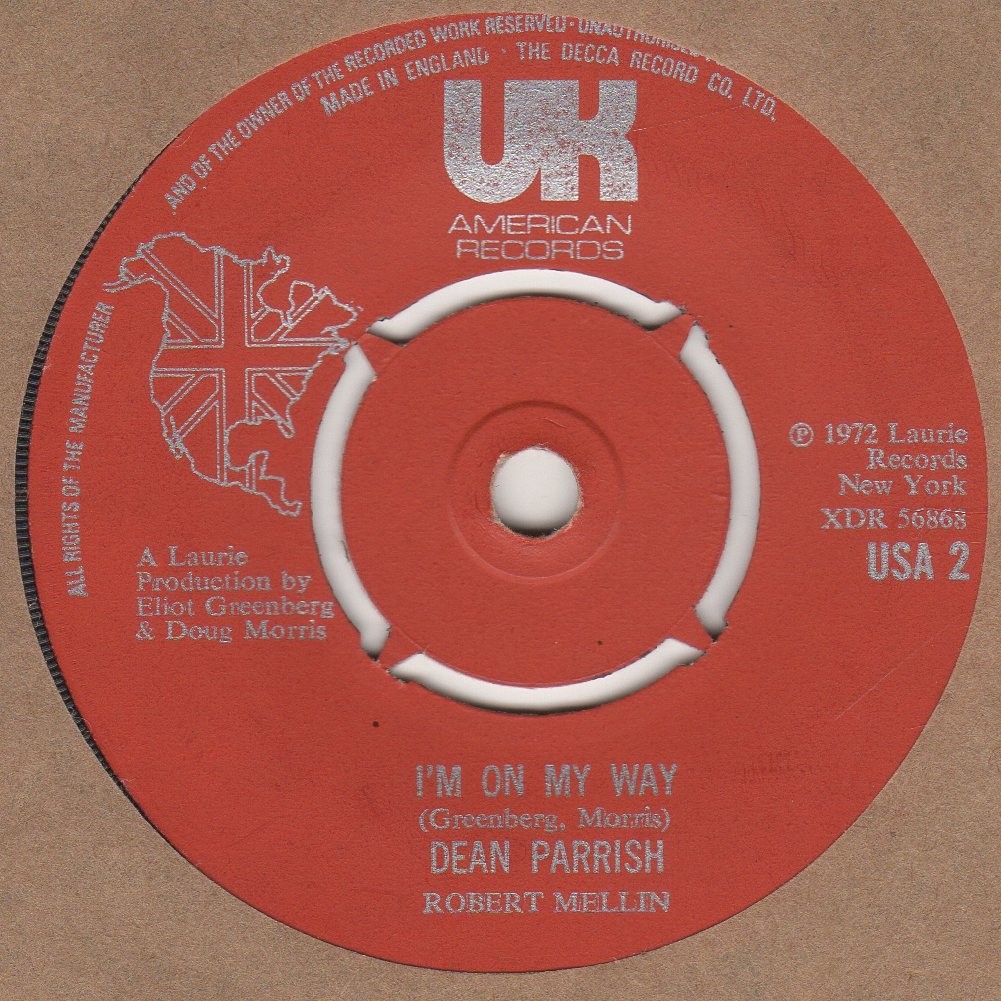 ALL RIGHTS OF THE MANUFACTURER AND OF THE OWNER OF THE RECORDED WORK RESERVED · UNAUTHORISED
MADE IN ENGLAND · THE DECCA RECORD CO. LTD.
UK
AMERICAN
RECORDS
℗ 1972 Laurie
Records
New York
XDR 56868
USA 2
A Laurie
Production by
Eliot Greenberg
& Doug Morris
I'M ON MY WAY
(Greenberg, Morris)
DEAN PARRISH
ROBERT MELLIN